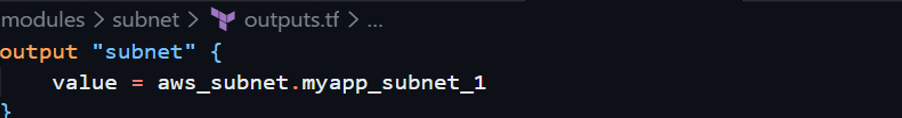 modules > subnet > outputs.tf > ...
output "subnet" {
    value = aws_subnet.myapp_subnet_1
}